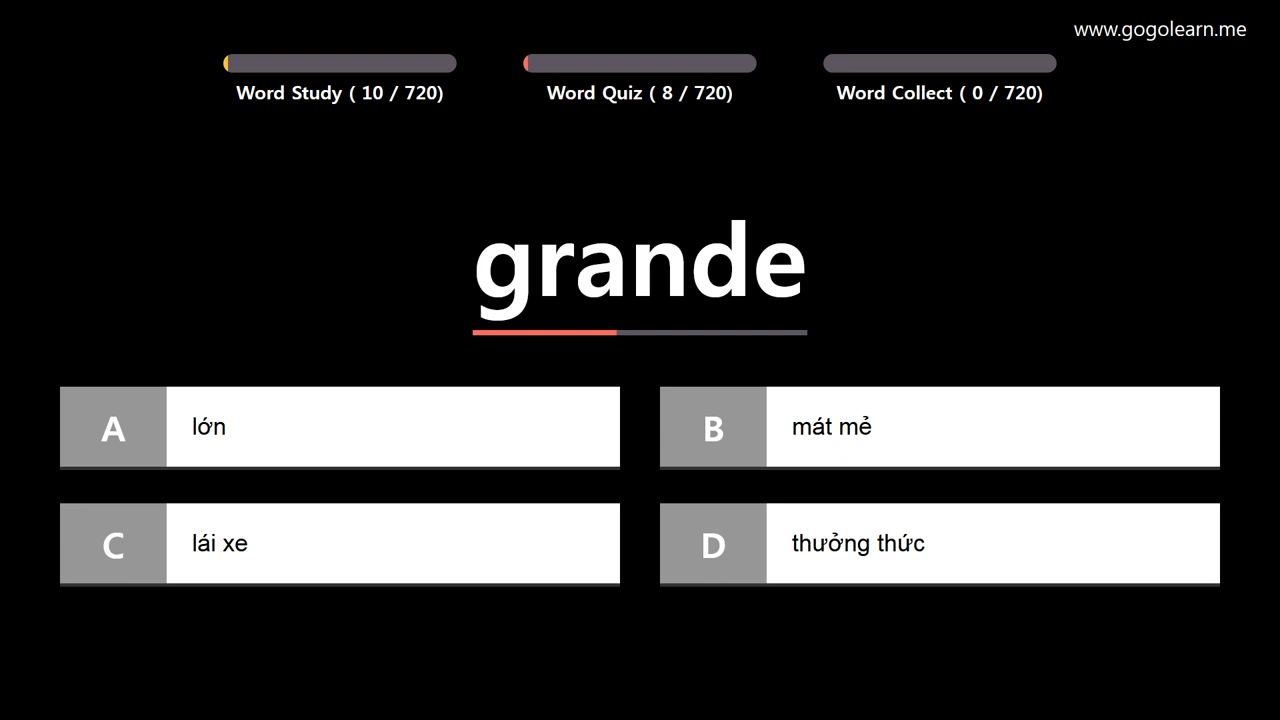 www.gogolearn.me
Word Study ( 10 / 720)
Word Quiz ( 8 / 720)
Word Collect ( 0 / 720)
grande
A lớn
B mát mẻ
C lái xe
D thưởng thức